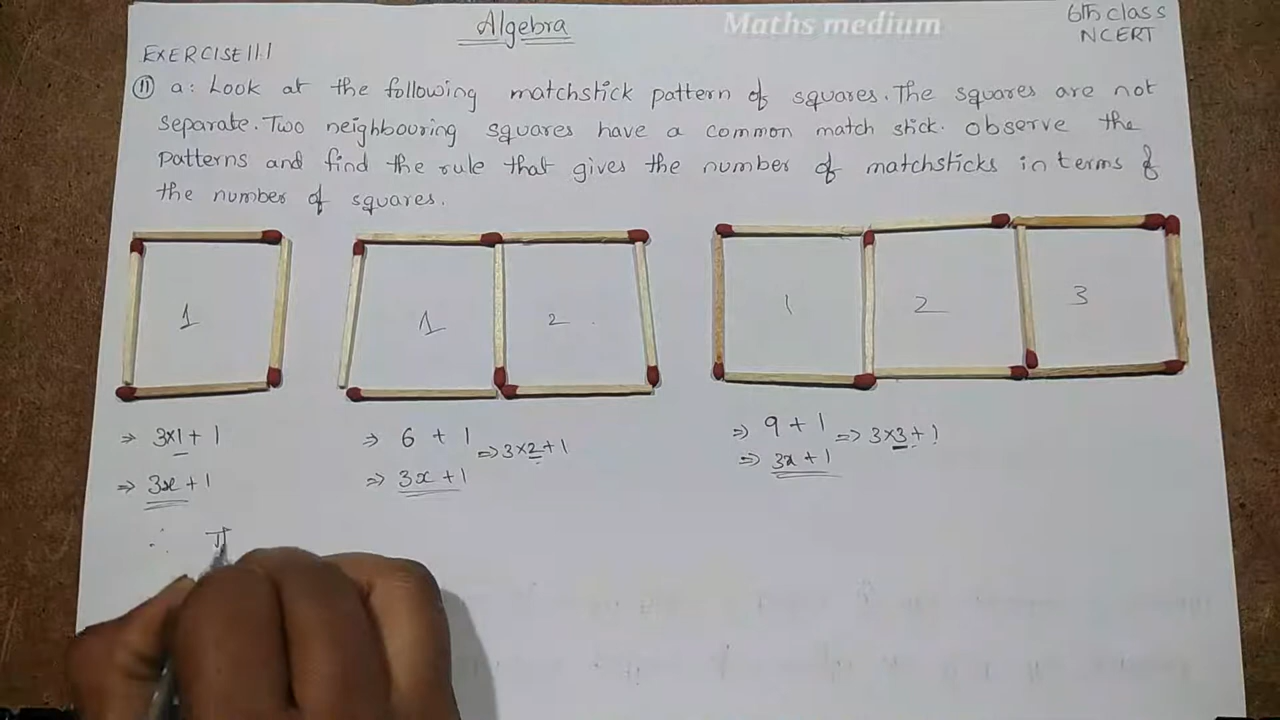 Algebra
Maths medium
6th class
NCERT
EXERCISE 11.1
11 a: Look at the following matchstick pattern of squares. The squares are not
separate. Two neighbouring squares have a common match stick. Observe the
patterns and find the rule that gives the number of matchsticks in terms of
the number of squares.
1
1 2
1 2 3
⇒ 3×1+1
⇒ 3x+1
⇒ 6 + 1 ⇒ 3×2+1
⇒ 3x+1
⇒ 9+1 ⇒ 3×3+1
⇒ 3x+1
∴